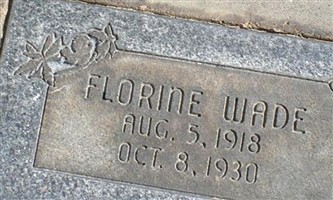 FLORINE WADE
AUG. 5, 1918
OCT. 8, 1930